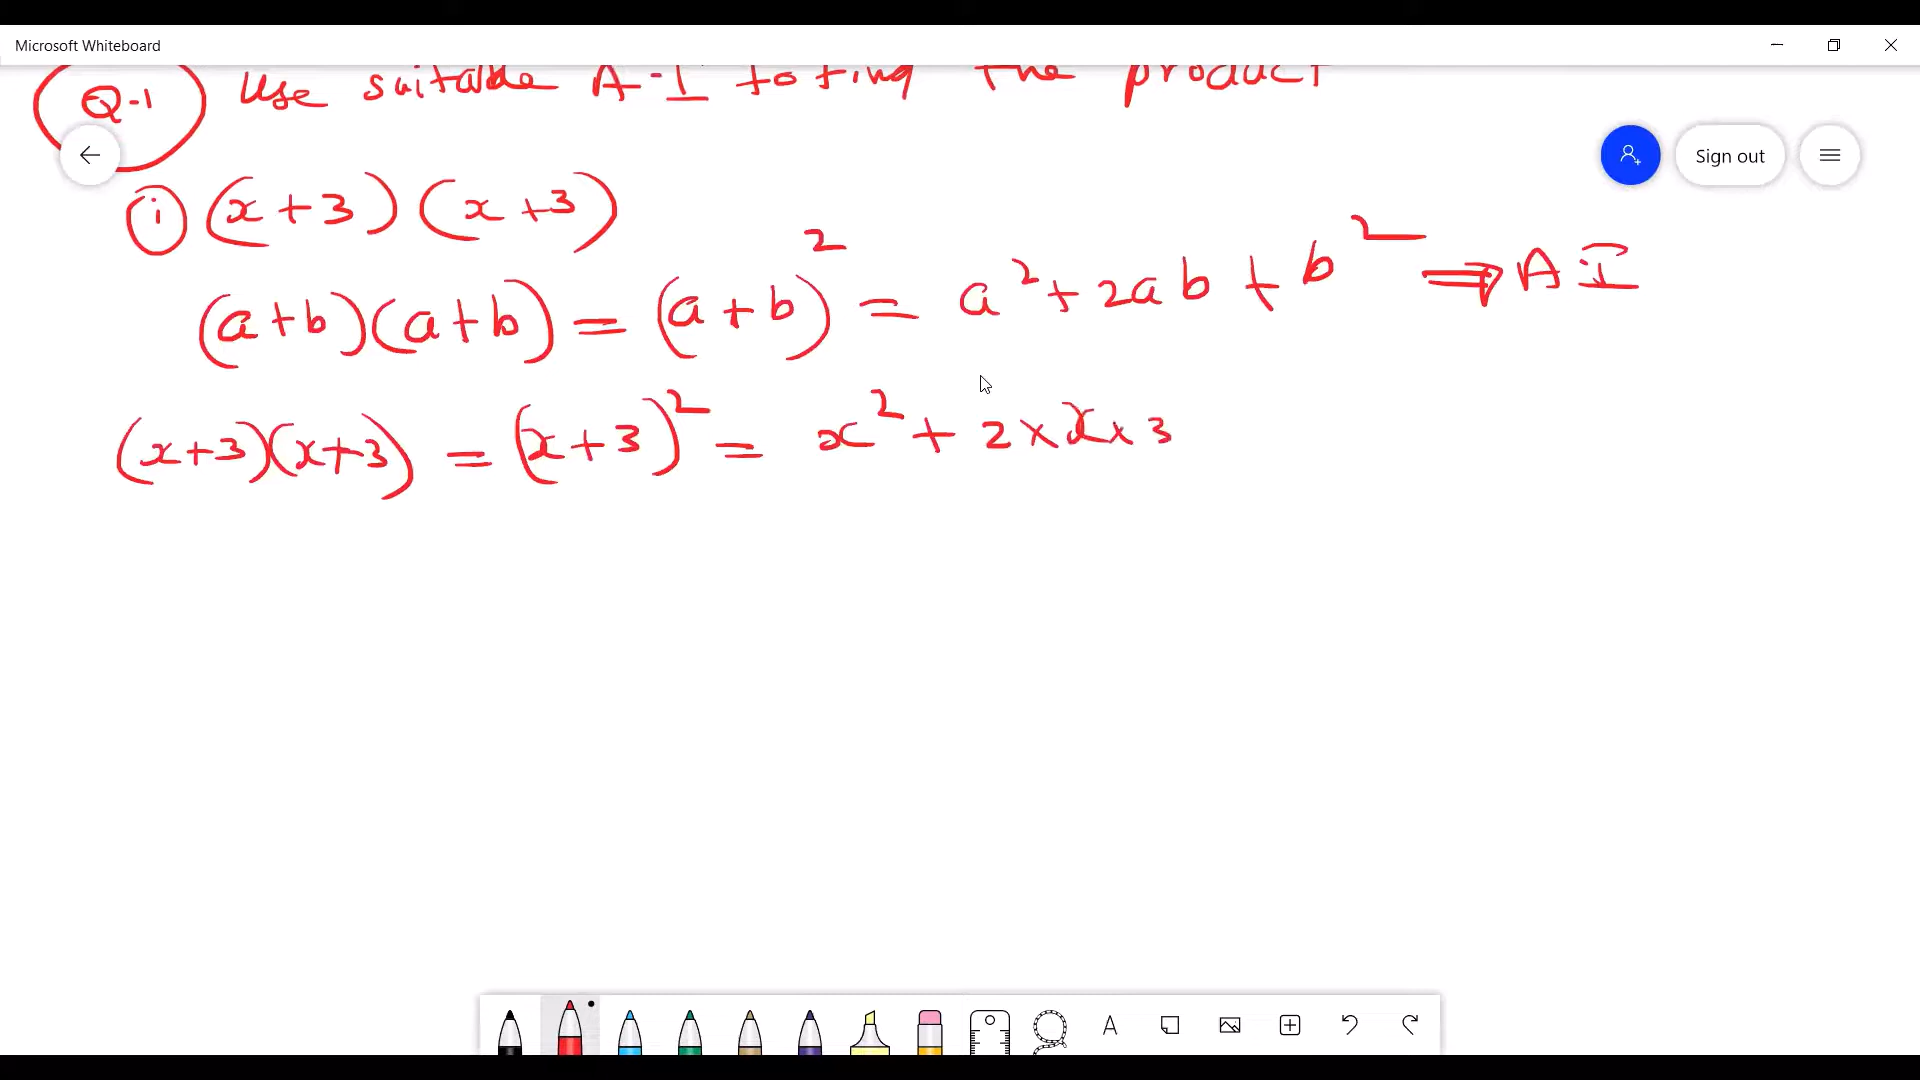 Microsoft Whiteboard
Q-1 Use suitable A-I to find the product
Sign out
i (x+3)(x+3)
(a+b)(a+b) = (a+b)² = a²+2ab+b² ⇒ AI
(x+3)(x+3) = (x+3)² = x²+2×x×3
A